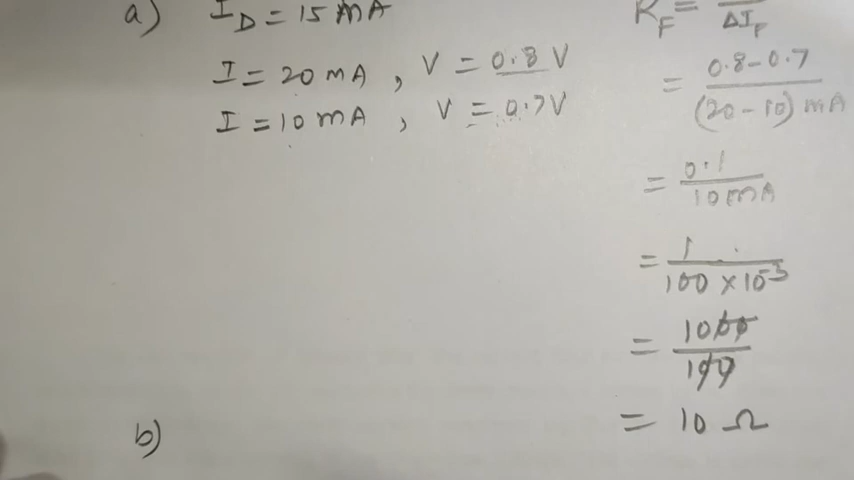 a) I_D = 15 mA
I = 20 mA , V = 0.8 V
I = 10 mA , V = 0.7 V
R_F = ―/ΔI_F
= 0.8-0.7/(20-10) mA
= 0.1/10 mA
= 1/100 × 10^-3
= 1000/100
= 10 Ω
b)